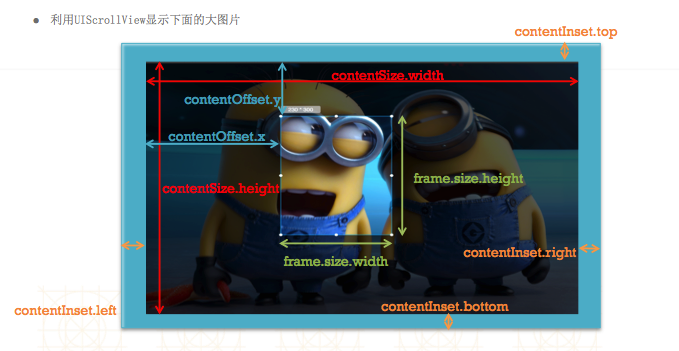 ● 利用UIScrollView显示下面的大图片
contentInset.top
contentSize.width
contentOffset.y
contentOffset.x
contentSize.height
frame.size.height
contentInset.right
frame.size.width
contentInset.left
contentInset.bottom